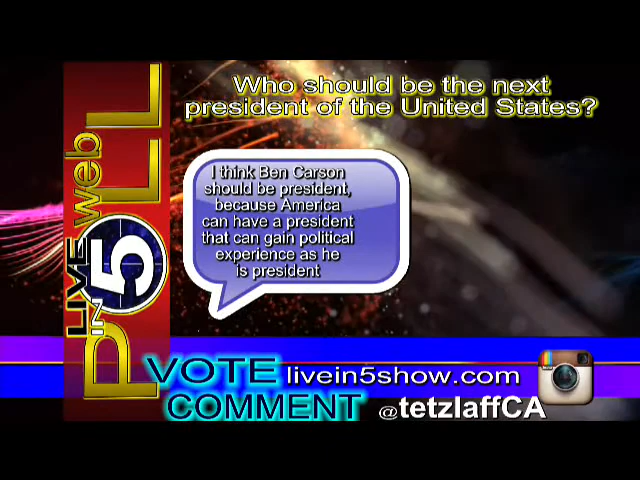 Who should be the next
president of the United States?
I think Ben Carson
should be president,
because America
can have a president
that can gain political
experience as he
is president
LIVE IN 5
web
POLL
VOTE livein5show.com
COMMENT @tetzlaffCA